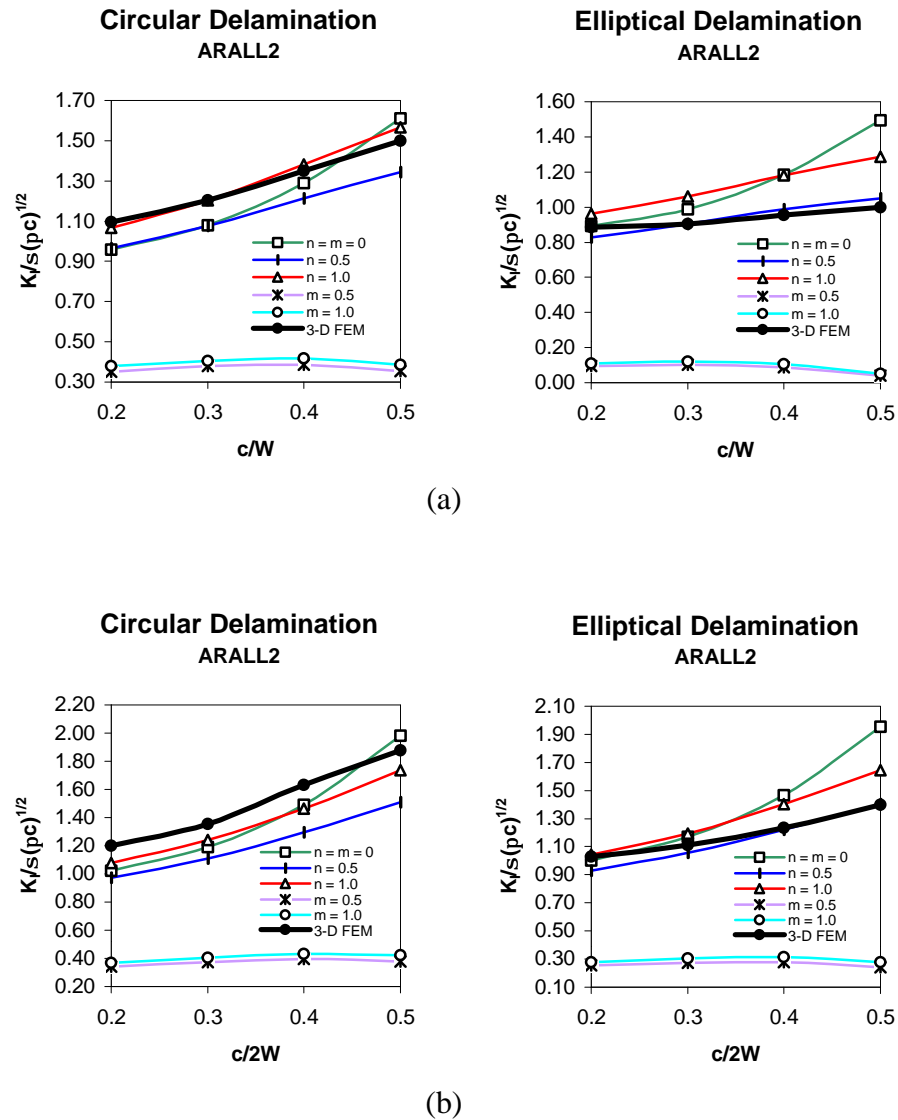 Circular Delamination
ARALL2
1.70
1.50
1.30
1.10
0.90
0.70
0.50
0.30
K_I/s(pc)^1/2
n = m = 0
n = 0.5
n = 1.0
m = 0.5
m = 1.0
3-D FEM
0.2 0.3 0.4 0.5
c/W
Elliptical Delamination
ARALL2
1.60
1.40
1.20
1.00
0.80
0.60
0.40
0.20
0.00
K_I/s(pc)^1/2
n = m = 0
n = 0.5
n = 1.0
m = 0.5
m = 1.0
3-D FEM
0.2 0.3 0.4 0.5
c/W
(a)
Circular Delamination
ARALL2
2.20
2.00
1.80
1.60
1.40
1.20
1.00
0.80
0.60
0.40
0.20
K_I/s(pc)^1/2
n = m = 0
n = 0.5
n = 1.0
m = 0.5
m = 1.0
3-D FEM
0.2 0.3 0.4 0.5
c/2W
Elliptical Delamination
ARALL2
2.10
1.90
1.70
1.50
1.30
1.10
0.90
0.70
0.50
0.30
0.10
K_I/s(pc)^1/2
n = m = 0
n = 0.5
n = 1.0
m = 0.5
m = 1.0
3-D FEM
0.2 0.3 0.4 0.5
c/2W
(b)